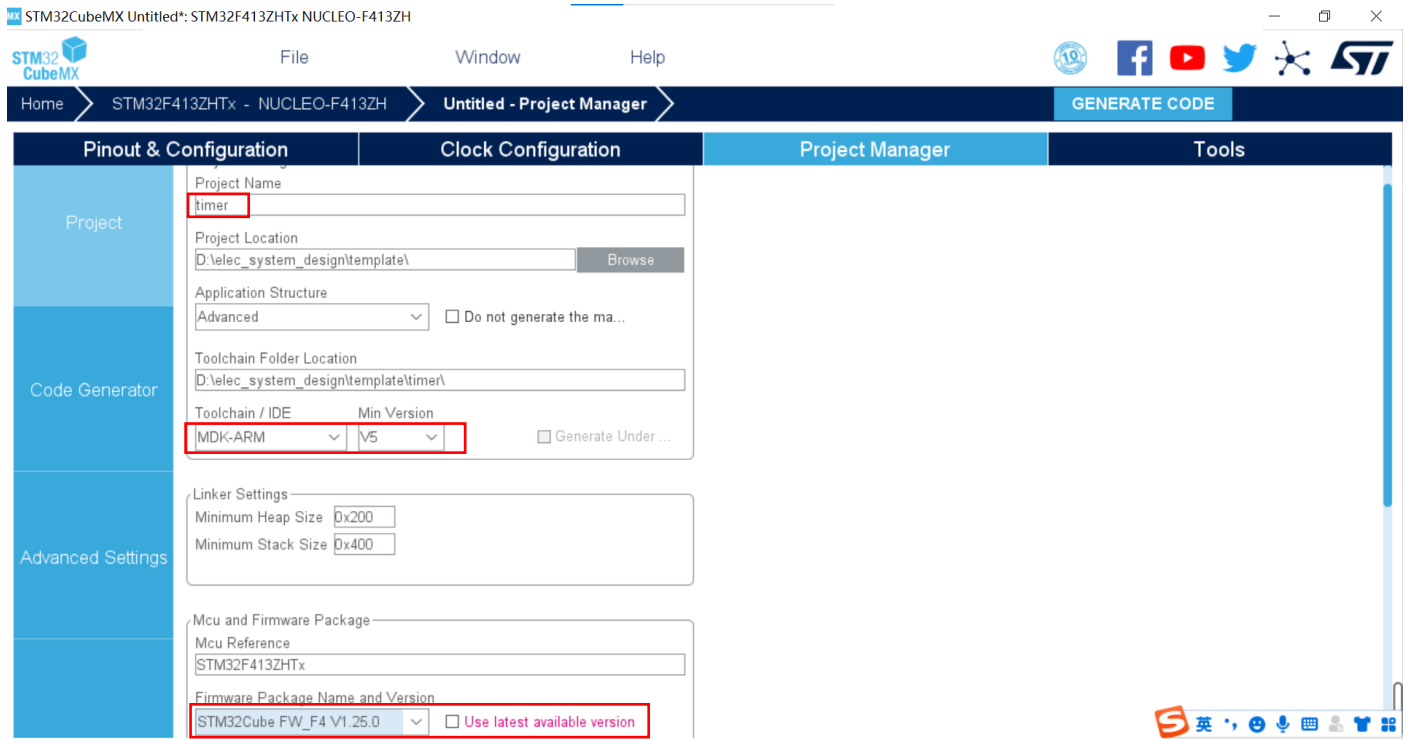 MX STM32CubeMX Untitled*: STM32F413ZHTx NUCLEO-F413ZH
STM32
CubeMX
File Window Help
10
Home STM32F413ZHTx - NUCLEO-F413ZH Untitled - Project Manager GENERATE CODE
Pinout & Configuration Clock Configuration Project Manager Tools
Project
Code Generator
Advanced Settings
Project Name
timer
Project Location
D:\elec_system_design\template\ Browse
Application Structure
Advanced Do not generate the ma...
Toolchain Folder Location
D:\elec_system_design\template\timer\
Toolchain / IDE Min Version
MDK-ARM V5 Generate Under ...
Linker Settings
Minimum Heap Size 0x200
Minimum Stack Size 0x400
Mcu and Firmware Package
Mcu Reference
STM32F413ZHTx
Firmware Package Name and Version
STM32Cube FW_F4 V1.25.0 Use latest available version
英